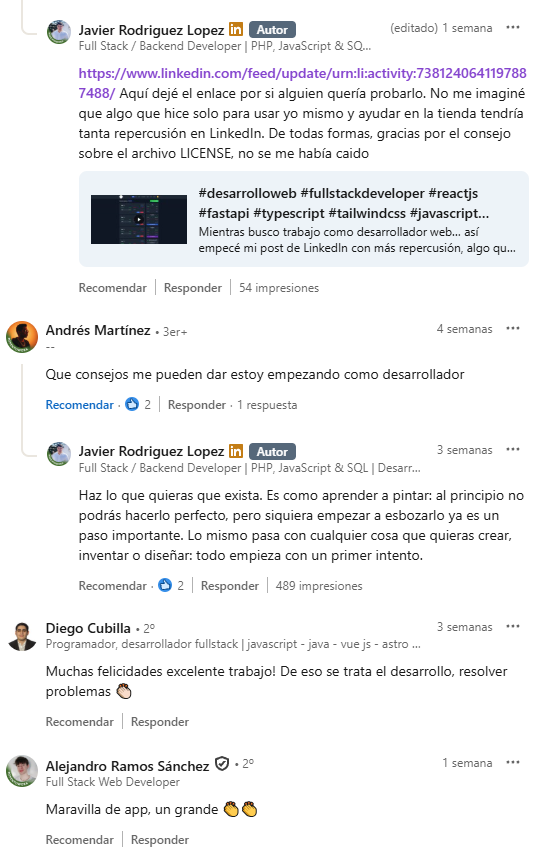 Javier Rodriguez Lopez in Autor (editado) 1 semana ···
Full Stack / Backend Developer | PHP, JavaScript & SQ...
https://www.linkedin.com/feed/update/urn:li:activity:738124064119788
7488/ Aquí dejé el enlace por si alguien quería probarlo. No me imaginé
que algo que hice solo para usar yo mismo y ayudar en la tienda tendría
tanta repercusión en LinkedIn. De todas formas, gracias por el consejo
sobre el archivo LICENSE, no se me había caido
#desarrolloweb #fullstackdeveloper #reactjs
#fastapi #typescript #tailwindcss #javascript...
Mientras busco trabajo como desarrollador web... así
empecé mi post de LinkedIn con más repercusión, algo qu...
Recomendar | Responder | 54 impresiones
Andrés Martínez • 3er+ 4 semanas ···
--
Que consejos me pueden dar estoy empezando como desarrollador
Recomendar · 2 | Responder · 1 respuesta
Javier Rodriguez Lopez in Autor 3 semanas ···
Full Stack / Backend Developer | PHP, JavaScript & SQL | Desarr...
Haz lo que quieras que exista. Es como aprender a pintar: al principio no
podrás hacerlo perfecto, pero siquiera empezar a esbozarlo ya es un
paso importante. Lo mismo pasa con cualquier cosa que quieras crear,
inventar o diseñar: todo empieza con un primer intento.
Recomendar · 2 | Responder | 489 impresiones
Diego Cubilla • 2º 3 semanas ···
Programador, desarrollador fullstack | javascript - java - vue js - astro ...
Muchas felicidades excelente trabajo! De eso se trata el desarrollo, resolver
problemas 👏🏻
Recomendar | Responder
Alejandro Ramos Sánchez • 2º 1 semana ···
Full Stack Web Developer
Maravilla de app, un grande 👏👏
Recomendar | Responder